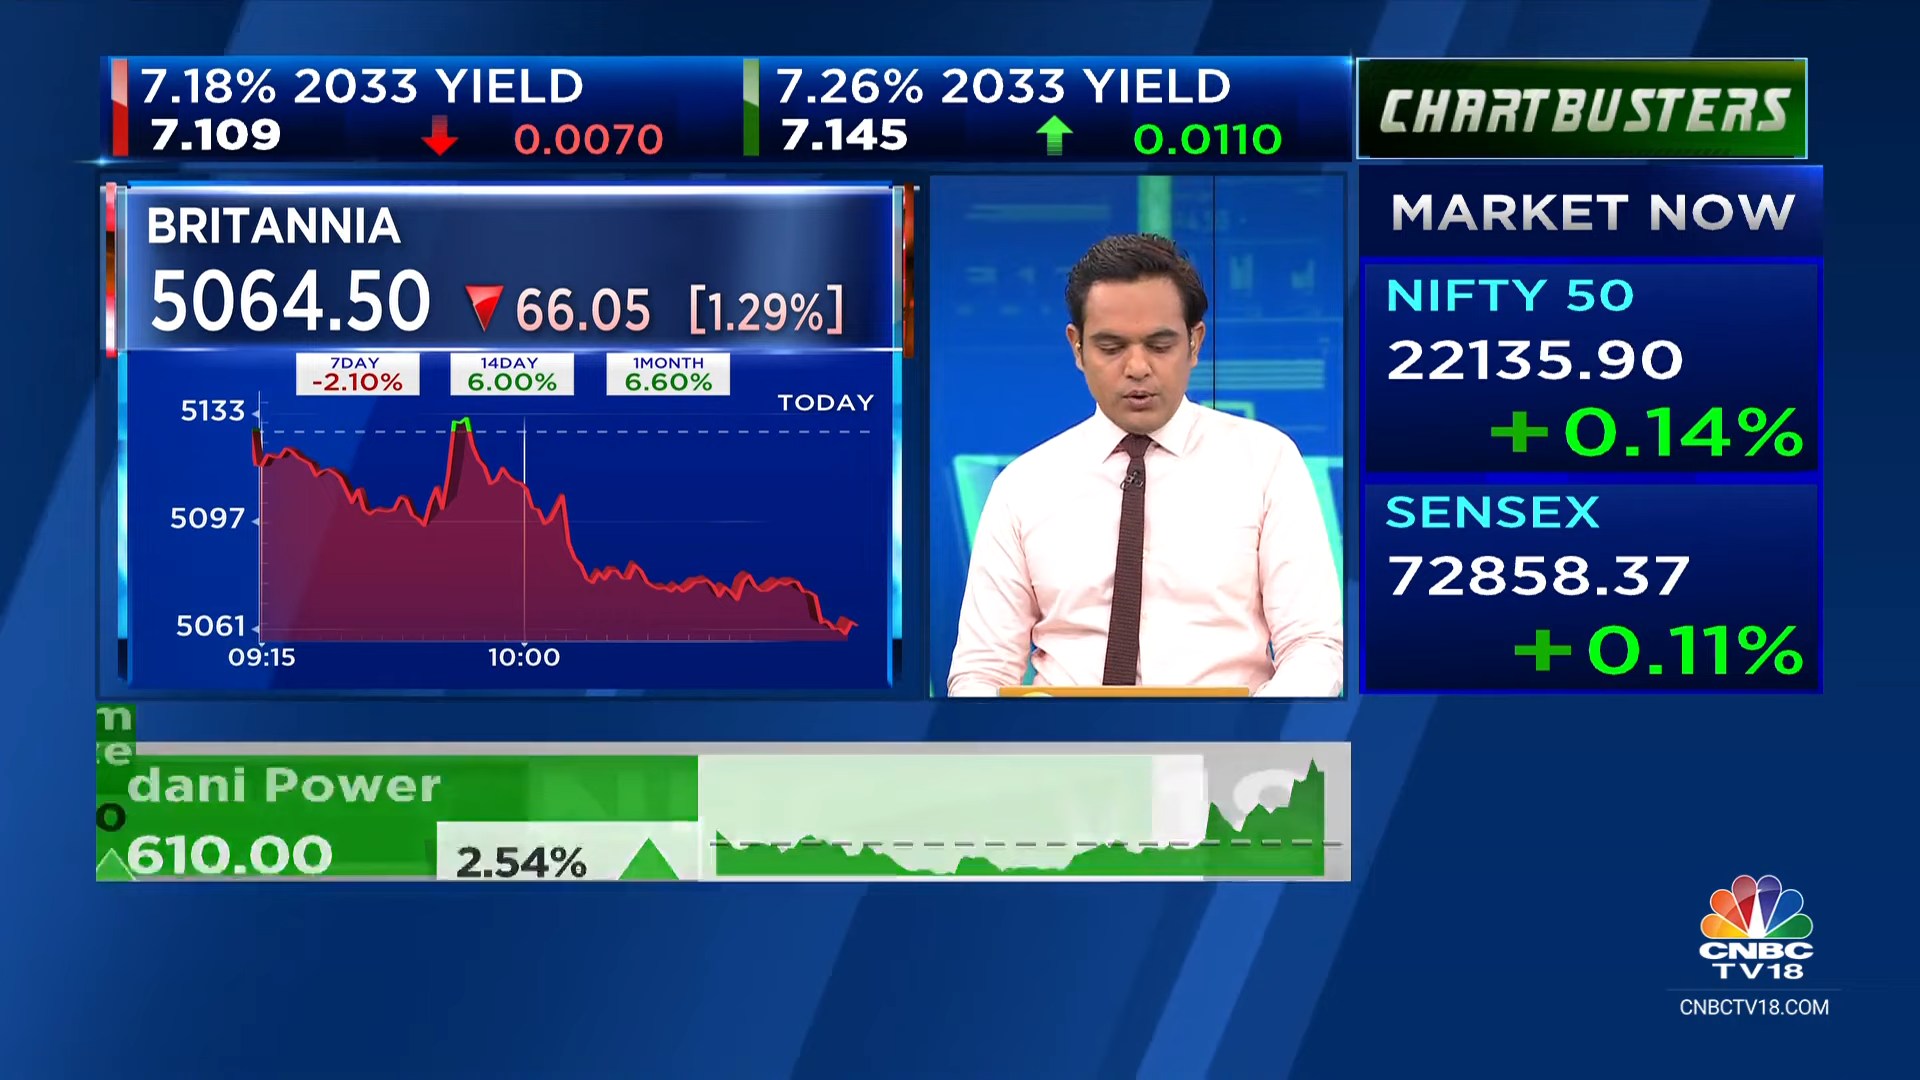 7.18% 2033 YIELD
7.109 0.0070
7.26% 2033 YIELD
7.145 0.0110
CHARTBUSTERS
BRITANNIA
5064.50 66.05 [1.29%]
7DAY
-2.10%
14DAY
6.00%
1MONTH
6.60%
TODAY
5133
5097
5061
09:15 10:00
MARKET NOW
NIFTY 50
22135.90
+0.14%
SENSEX
72858.37
+0.11%
dani Power
610.00
2.54%
CNBC
TV18
CNBCTV18.COM